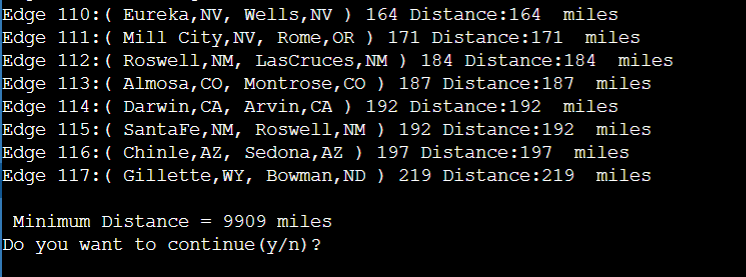 Edge 110:( Eureka,NV, Wells,NV ) 164 Distance:164  miles
Edge 111:( Mill City,NV, Rome,OR ) 171 Distance:171  miles
Edge 112:( Roswell,NM, LasCruces,NM ) 184 Distance:184  miles
Edge 113:( Almosa,CO, Montrose,CO ) 187 Distance:187  miles
Edge 114:( Darwin,CA, Arvin,CA ) 192 Distance:192  miles
Edge 115:( SantaFe,NM, Roswell,NM ) 192 Distance:192  miles
Edge 116:( Chinle,AZ, Sedona,AZ ) 197 Distance:197  miles
Edge 117:( Gillette,WY, Bowman,ND ) 219 Distance:219  miles
Minimum Distance = 9909 miles
Do you want to continue(y/n)?